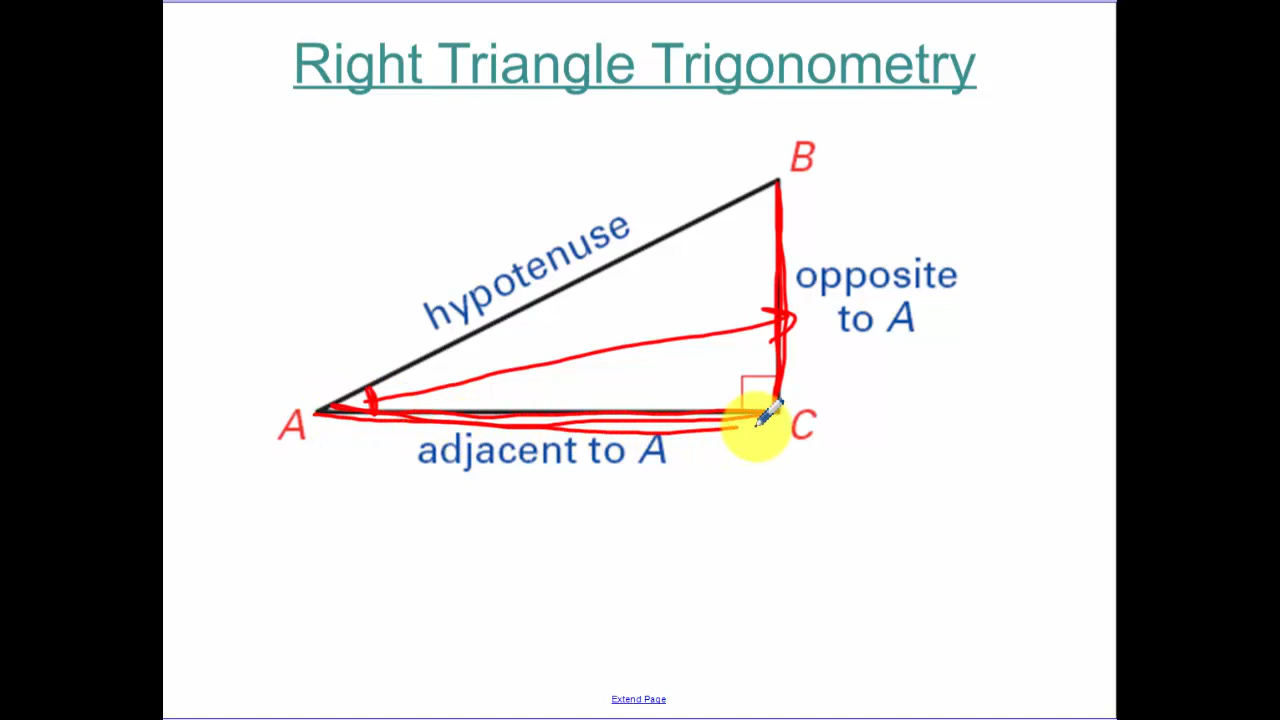 Right Triangle Trigonometry
B
hypotenuse
opposite
to A
A
C
adjacent to A
Extend Page